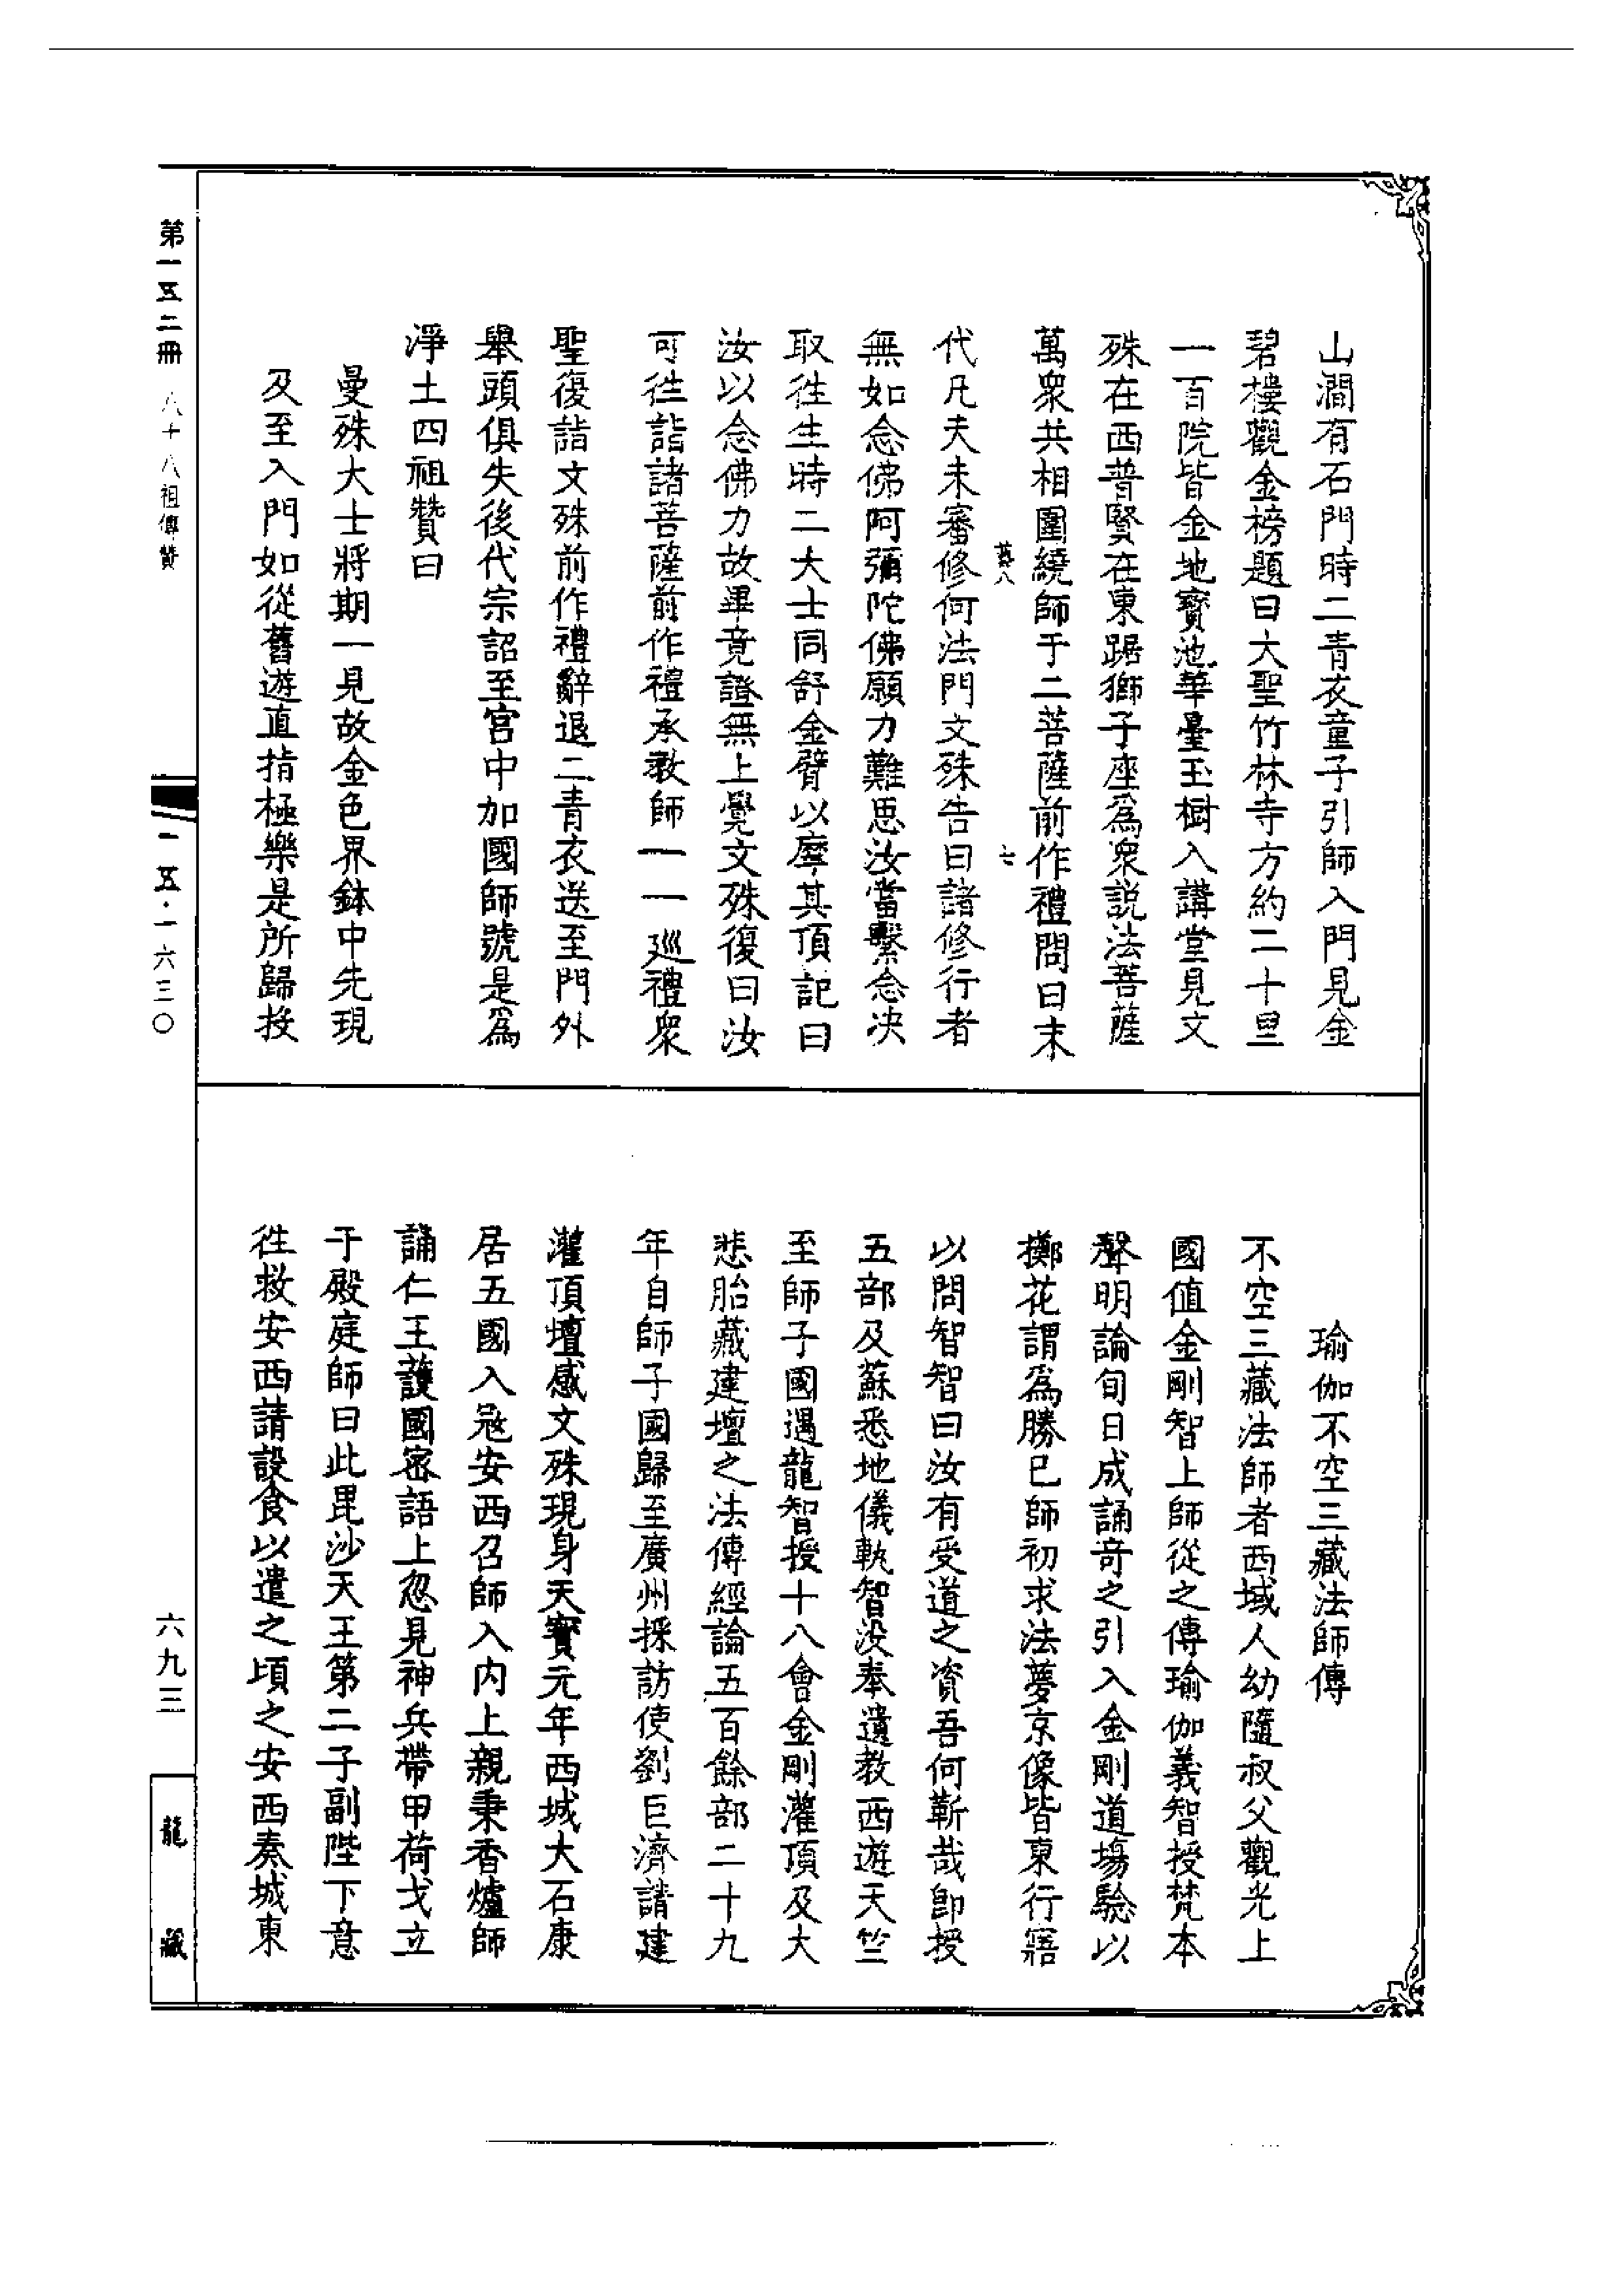 山澗有石門時二青衣童子引師入門見金
碧樓觀金榜題曰大聖竹林寺方約二十里
一百院皆金地寶池華臺玉樹入講堂見文
殊在西普賢在東踞獅子座為衆説法菩薩
萬衆共相圍繞師于二菩薩前作禮問曰末
七
代凡夫未審修何法門文殊告曰諸修行者
無如念佛阿彌陀佛願力難思汝當繫念决
取徃生時二大士同舒金臂以摩其頂記曰
汝以念佛力故畢竟證無上覺文殊復曰汝
可徃詣諸菩薩前作禮承教師一一巡禮衆
聖復詣文殊前作禮辭退二青衣送至門外
舉頭俱失後代宗詔至宮中加國師號是為
淨土四祖贊曰
曼殊大士將期一見故金色界鉢中先現
及至入門如從舊遊直指極樂是所歸投
瑜伽不空三藏法師傳
不空三藏法師者西域人幼隨叔父觀光上
國值金剛智上師從之傳瑜伽義智授梵本
聲明論旬日成誦奇之引入金剛道場驗以
擲花謂為勝已師初求法夢京像皆東行寤
以問智智曰汝有受道之資吾何靳哉即授
五部及蘇悉地儀軌智没奉遺教西遊天竺
至師子國遇龍智授十八會金剛灌頂及大
悲胎藏建壇之法傳經論五百餘部二十九
年自師子國歸至廣州採訪使劉巨濟請建
灌頂壇感文殊現身天寶元年西域大石康
居五國入寇安西召師入内上親秉香爐師
誦仁王護國密語上忽見神兵帶甲荷戈立
于殿庭師曰此毘沙天王第二子副陛下意
徃救安西請設食以遣之頃之安西奏城東
第一五二冊 八十八祖傳贊
一五·一六三〇
六九三
龍藏